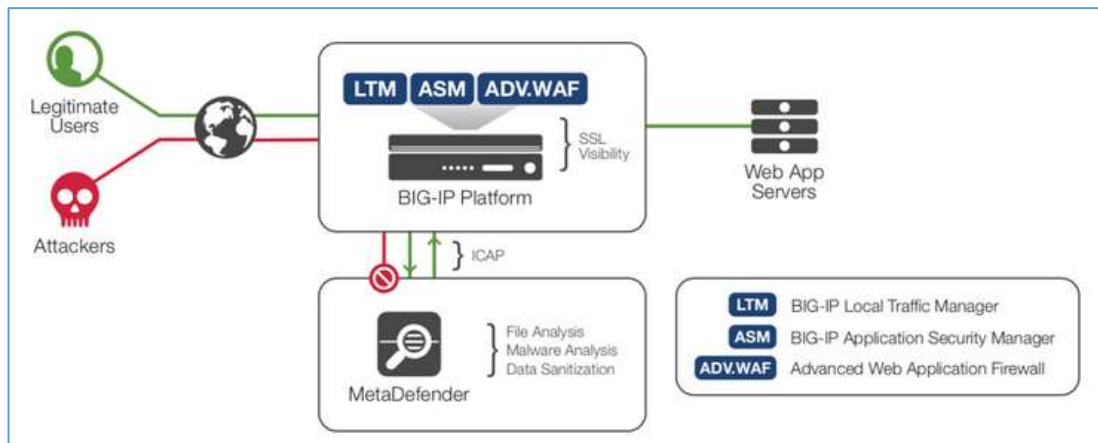 Legitimate
Users
Attackers
LTM ASM ADV.WAF
SSL
Visibility
BIG-IP Platform
Web App
Servers
ICAP
File Analysis
Malware Analysis
Data Sanitization
MetaDefender
LTM BIG-IP Local Traffic Manager
ASM BIG-IP Application Security Manager
ADV.WAF Advanced Web Application Firewall